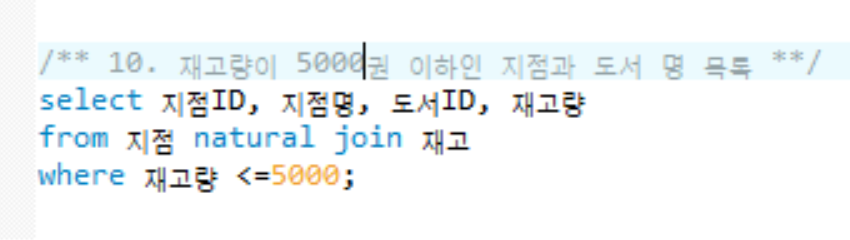 /** 10. 재고량이 5000권 이하인 지점과 도서 명 목록 **/
select 지점ID, 지점명, 도서ID, 재고량
from 지점 natural join 재고
where 재고량 <=5000;